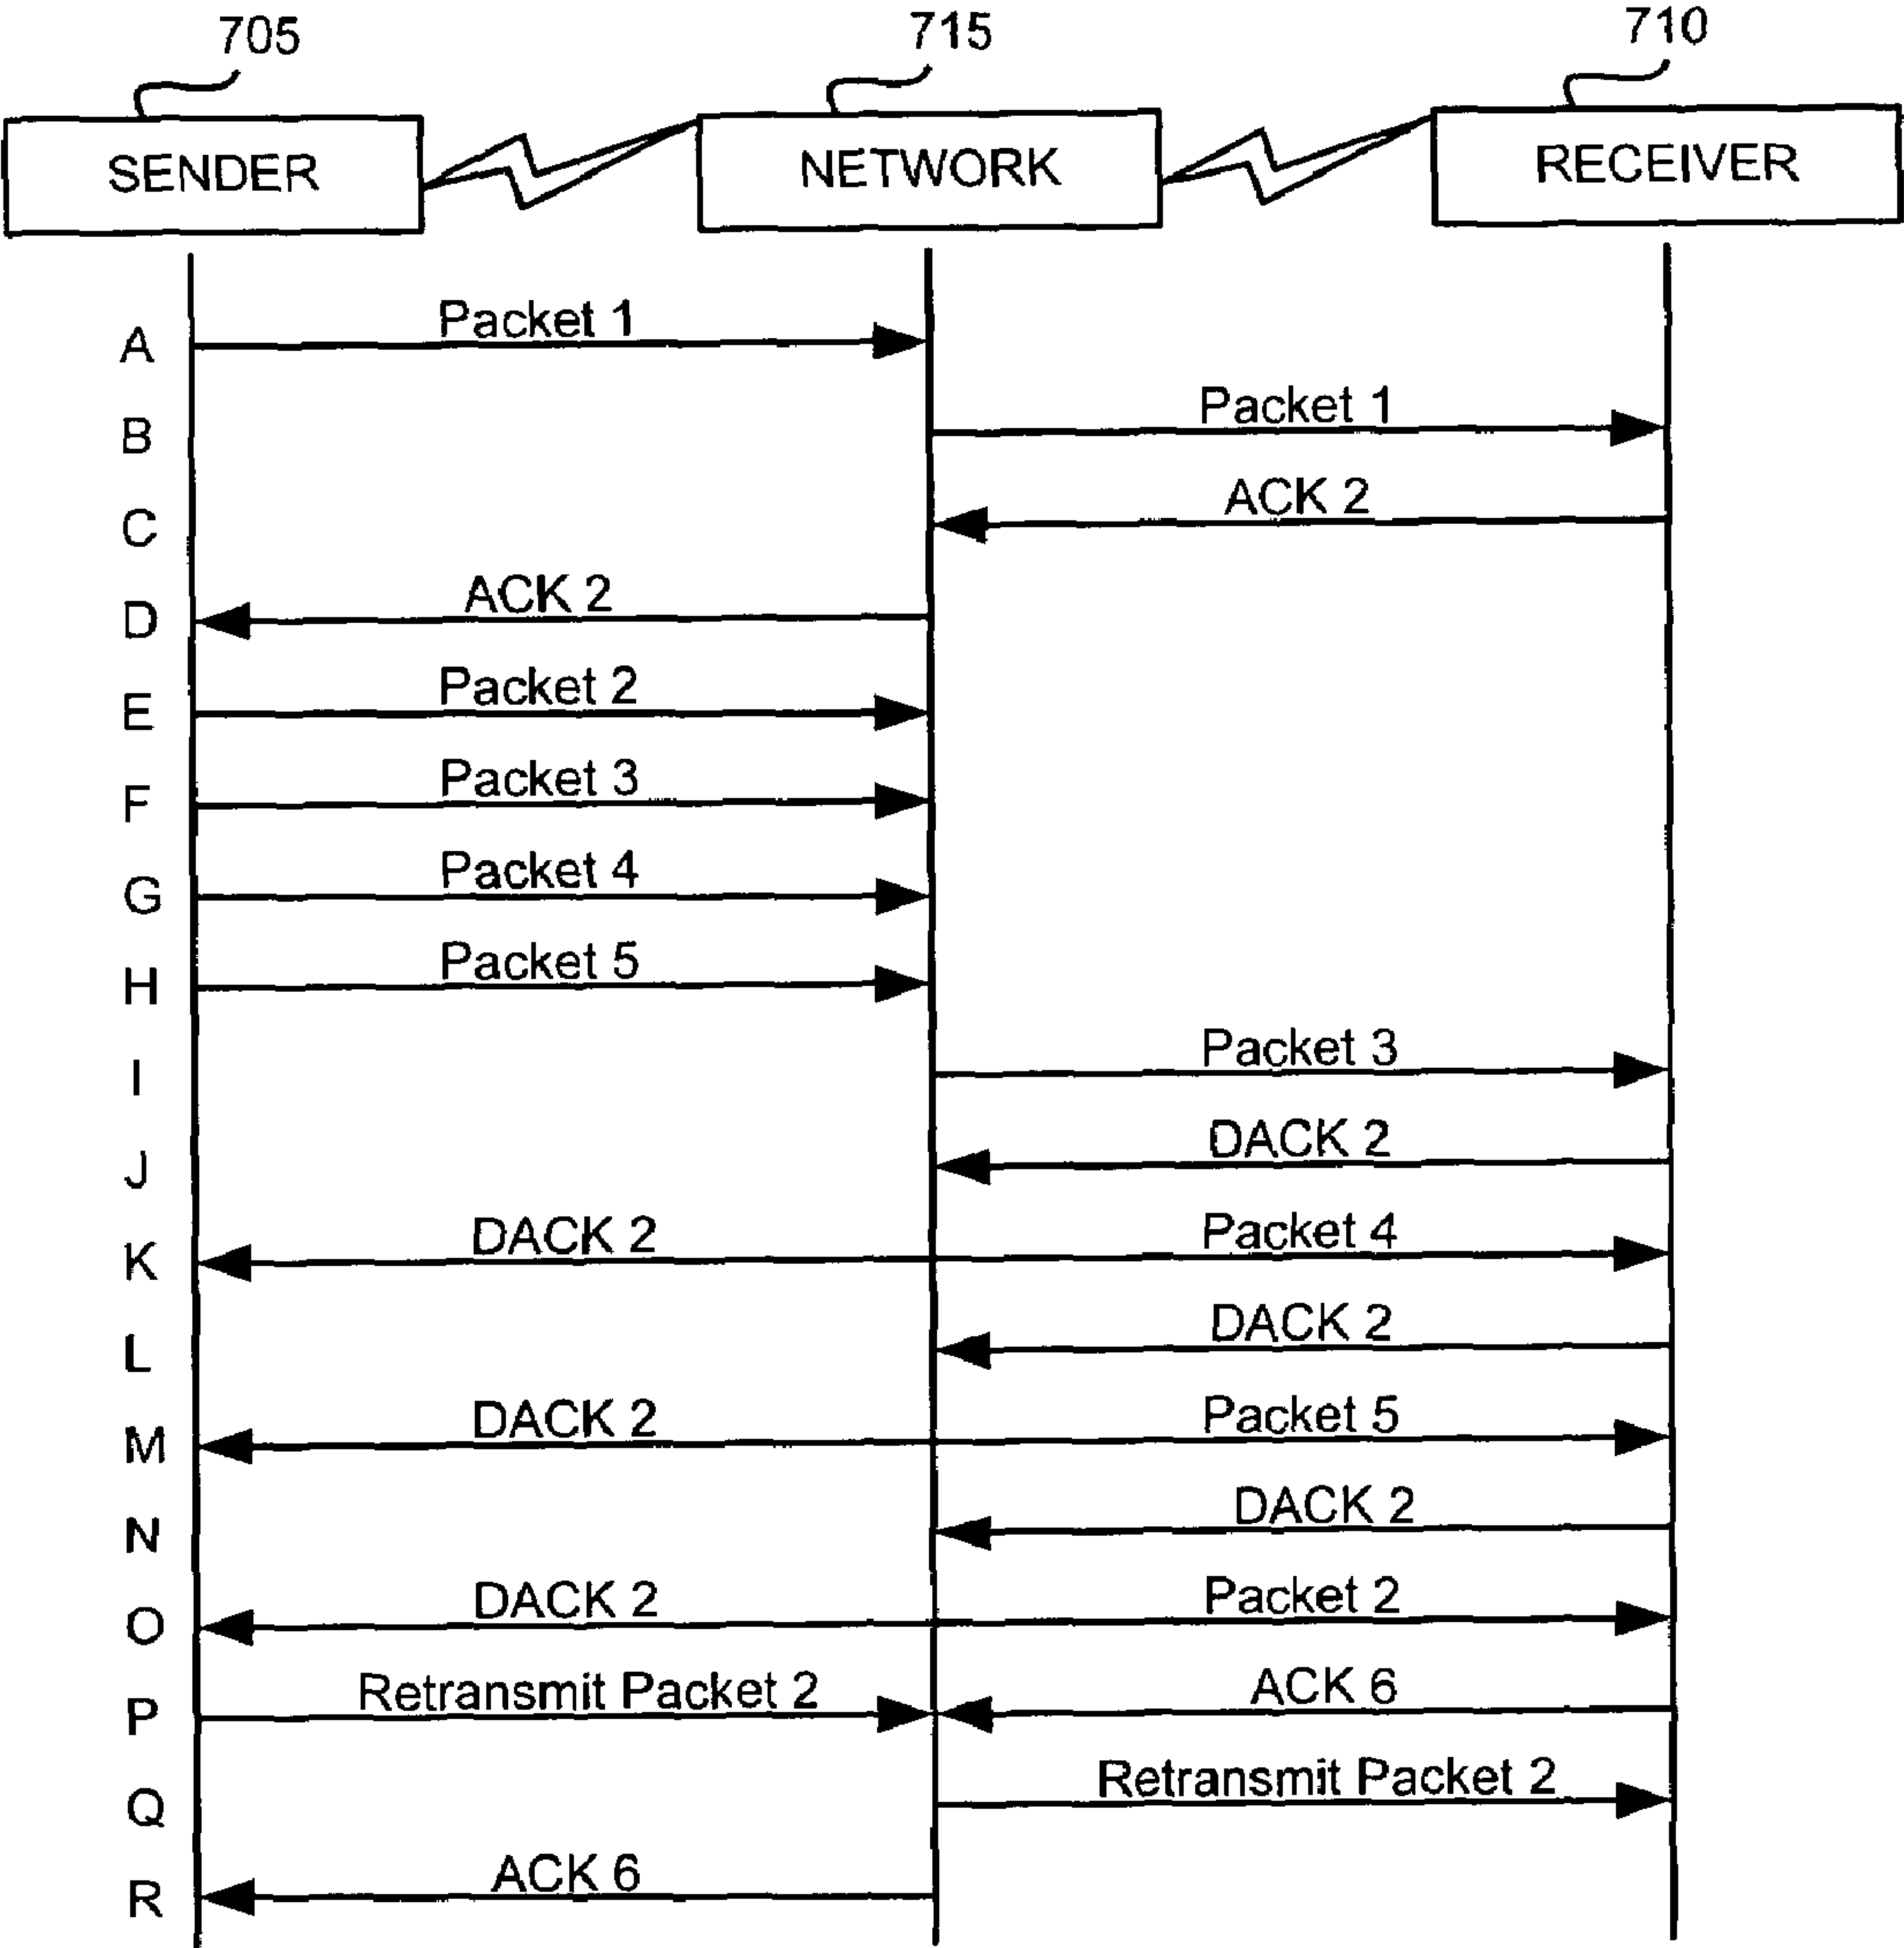 705
715
710
SENDER
NETWORK
RECEIVER
A
Packet 1
B
Packet 1
C
ACK 2
D
ACK 2
E
Packet 2
F
Packet 3
G
Packet 4
H
Packet 5
I
Packet 3
J
DACK 2
K
DACK 2
Packet 4
L
DACK 2
M
DACK 2
Packet 5
N
DACK 2
O
DACK 2
Packet 2
P
Retransmit Packet 2
ACK 6
Q
Retransmit Packet 2
R
ACK 6